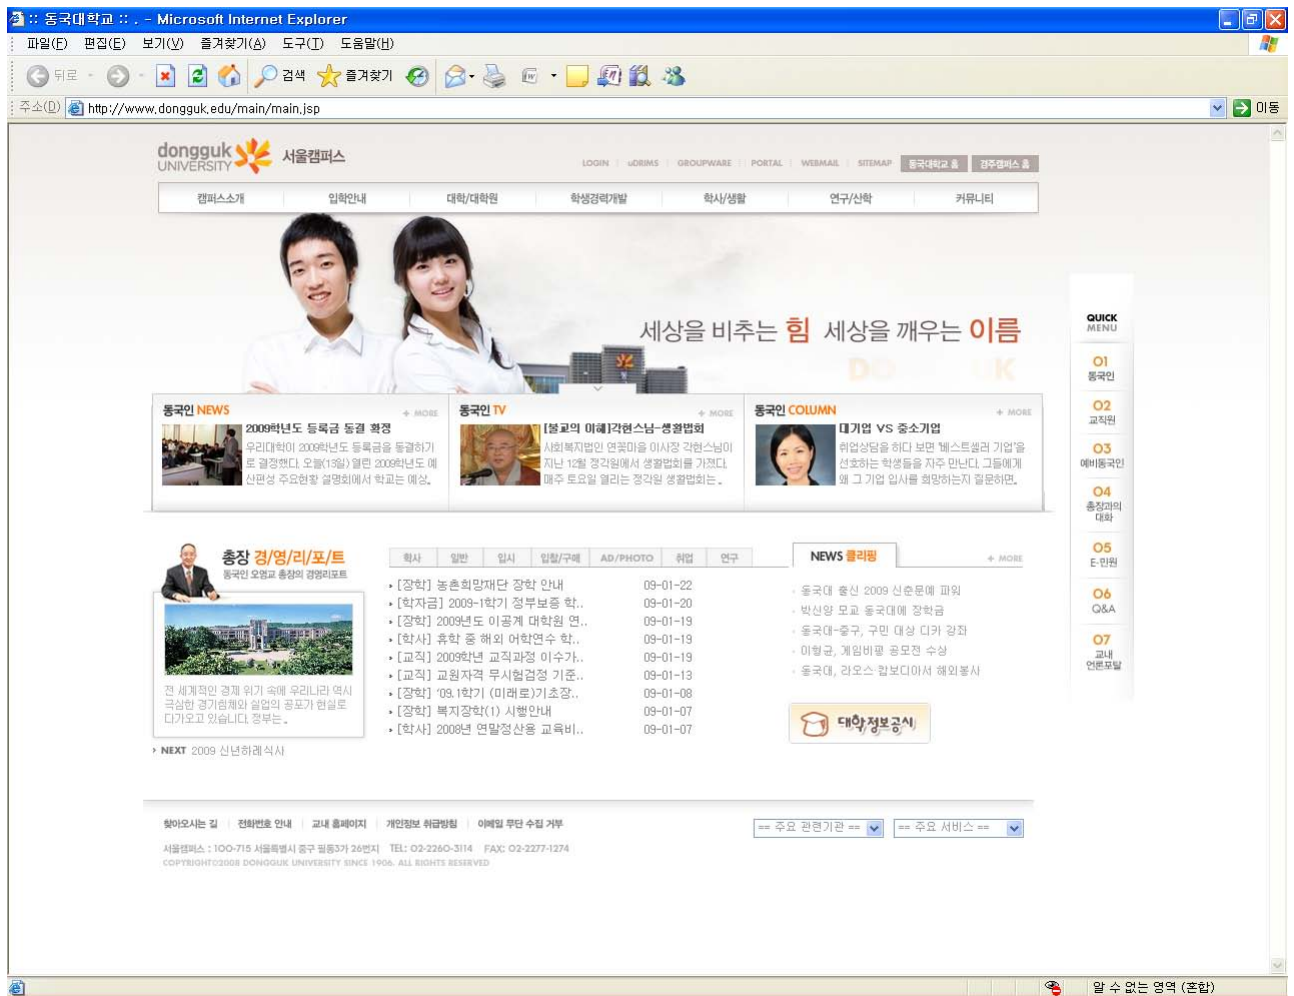 :: 동국대학교 :: . - Microsoft Internet Explorer
파일(F) 편집(E) 보기(V) 즐겨찾기(A) 도구(T) 도움말(H)
뒤로 검색 즐겨찾기
주소(D) http://www.dongguk.edu/main/main.jsp 이동
dongguk UNIVERSITY 서울캠퍼스
LOGIN uDRIMS GROUPWARE PORTAL WEBMAIL SITEMAP 동국대학교 홈 경주캠퍼스 홈
캠퍼스소개 입학안내 대학/대학원 학생경력개발 학사/생활 연구/산학 커뮤니티
세상을 비추는 힘 세상을 깨우는 이름
QUICK MENU
01 동국인
02 교직원
03 예비동국인
04 총장과의 대화
05 E-민원
06 Q&A
07 교내 언론포탈
동국인 NEWS + MORE
2009학년도 등록금 동결 확정
우리대학이 2009학년도 등록금을 동결하기
로 결정했다. 오늘(13일) 열린 2009학년도 예
산편성 주요현황 설명회에서 학교는 예상..
동국인 TV + MORE
[불교의 이해]각현스님-생활법회
사회복지법인 연꽃마을 이사장 각현스님이
지난 12월 정각원에서 생활법회를 가졌다.
매주 토요일 열리는 정각원 생활법회는 ..
동국인 COLUMN + MORE
대기업 VS 중소기업
취업상담을 하다 보면 '베스트셀러 기업'을
선호하는 학생들을 자주 만난다. 그들에게
왜 그 기업 입사를 희망하는지 질문하면..
총장 경/영/리/포/트
동국인 오영교 총장의 경영리포트
전 세계적인 경제 위기 속에 우리나라 역시
극심한 경기침체와 실업의 공포가 현실로
다가오고 있습니다. 정부는 ..
NEXT 2009 신년하례식사
학사 일반 입시 입찰/구매 AD/PHOTO 취업 연구
[장학] 농촌희망재단 장학 안내 09-01-22
[학자금] 2009-1학기 정부보증 학.. 09-01-20
[장학] 2009년도 이공계 대학원 연.. 09-01-19
[학사] 휴학 중 해외 어학연수 학.. 09-01-19
[교직] 2009학년 교직과정 이수가.. 09-01-19
[교직] 교원자격 무시험검정 기준.. 09-01-13
[장학] '09.1학기 (미래로)기초장.. 09-01-08
[장학] 복지장학(1) 시행안내 09-01-07
[학사] 2008년 연말정산용 교육비.. 09-01-07
NEWS 클리핑 + MORE
동국대 출신 2009 신춘문예 파워
박신양 모교 동국대에 장학금
동국대-중구, 구민 대상 디카 강좌
이형균, 게임비평 공모전 수상
동국대, 라오스·캄보디아서 해외봉사
대학정보공시
찾아오시는 길 전화번호 안내 교내 홈페이지 개인정보 취급방침 이메일 무단 수집 거부
== 주요 관련기관 == == 주요 서비스 ==
서울캠퍼스 : 100-715 서울특별시 중구 필동3가 26번지 TEL: 02-2260-3114 FAX: 02-2277-1274
COPYRIGHT©2008 DONGGUK UNIVERSITY SINCE 1906. ALL RIGHTS RESERVED
알 수 없는 영역 (혼합)